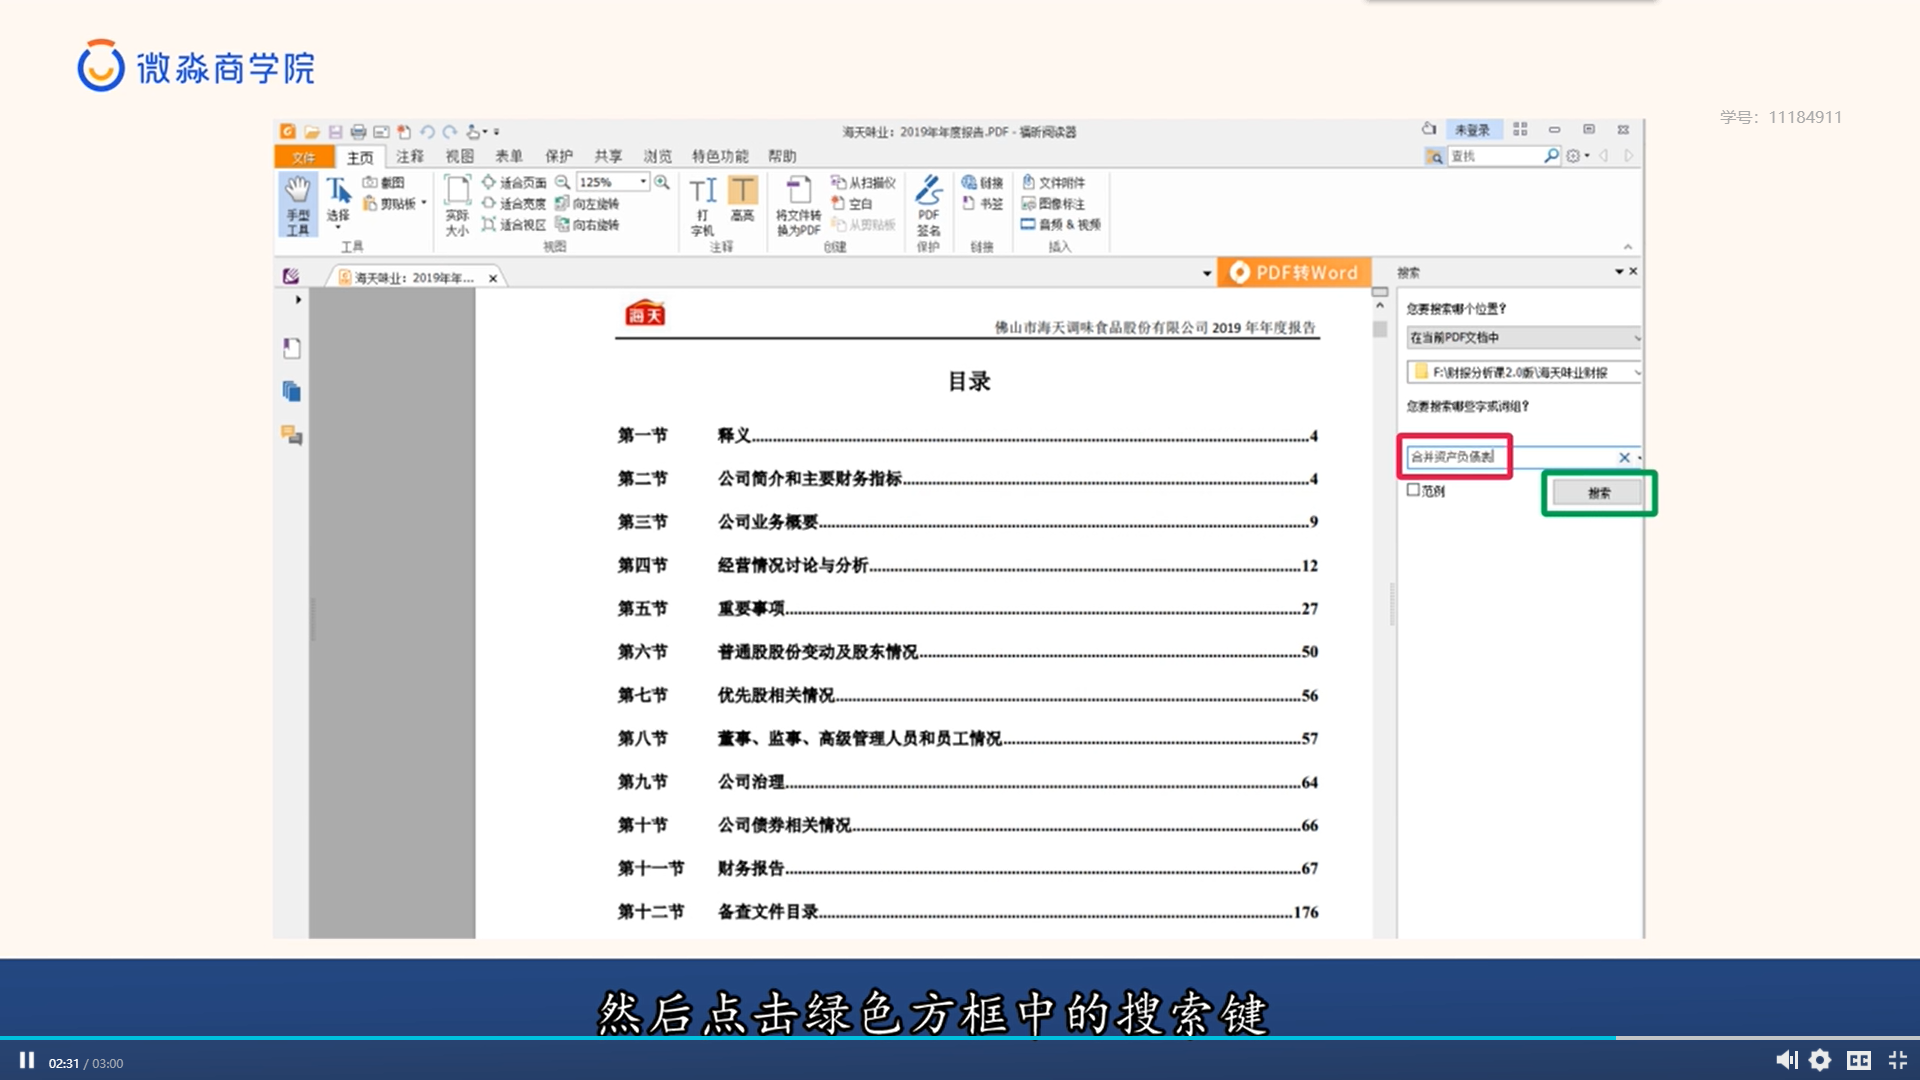 微淼商学院
学号：11184911
海天味业：2019年年度报告.PDF - 福昕阅读器
未登录
文件 主页 注释 视图 表单 保护 共享 浏览 特色功能 帮助
查找
手型工具
选择
截图
剪贴板
工具
实际大小
适合页面
适合宽度
适合视区
125%
向左旋转
向右旋转
视图
打字机
高亮
注释
将文件转换为PDF
从扫描仪
空白
从剪贴板
创建
PDF签名
保护
链接
书签
链接
文件附件
图像标注
音频 & 视频
插入
海天味业：2019年年...
PDF转Word
搜索
您要搜索哪个位置？
在当前PDF文档中
F:\财报分析课2.0版\海天味业财报
您要搜索哪些字或词组？
合并资产负债表
范例
搜索
海天
佛山市海天调味食品股份有限公司 2019 年年度报告
目录
第一节 释义 4
第二节 公司简介和主要财务指标 4
第三节 公司业务概要 9
第四节 经营情况讨论与分析 12
第五节 重要事项 27
第六节 普通股股份变动及股东情况 50
第七节 优先股相关情况 56
第八节 董事、监事、高级管理人员和员工情况 57
第九节 公司治理 64
第十节 公司债券相关情况 66
第十一节 财务报告 67
第十二节 备查文件目录 176
然后点击绿色方框中的搜索键
02:31 / 03:00
CC